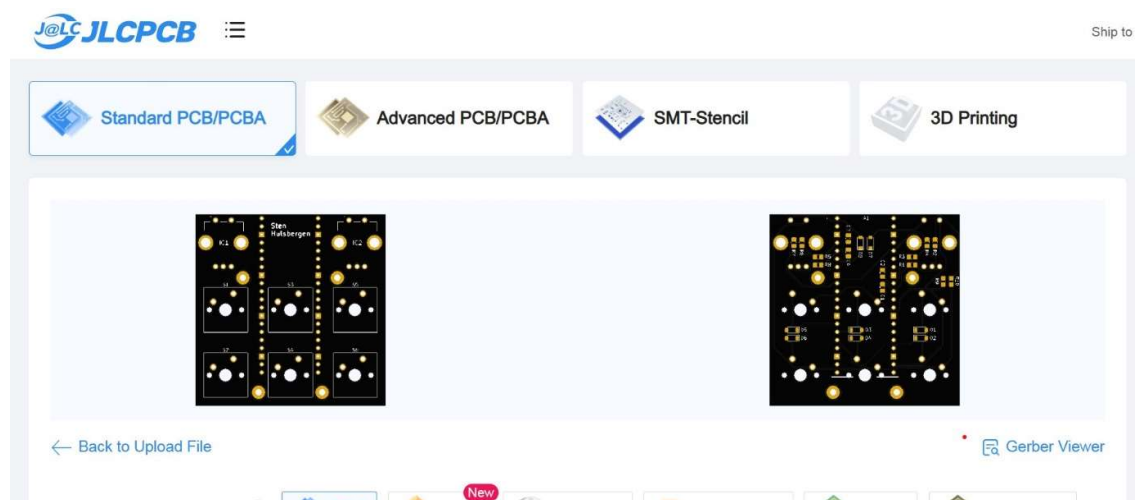 J@LC JLCPCB
Ship to
Standard PCB/PCBA
Advanced PCB/PCBA
SMT-Stencil
3D Printing
Sten
Hulsbergen
IC1
IC2
Back to Upload File
Gerber Viewer
New